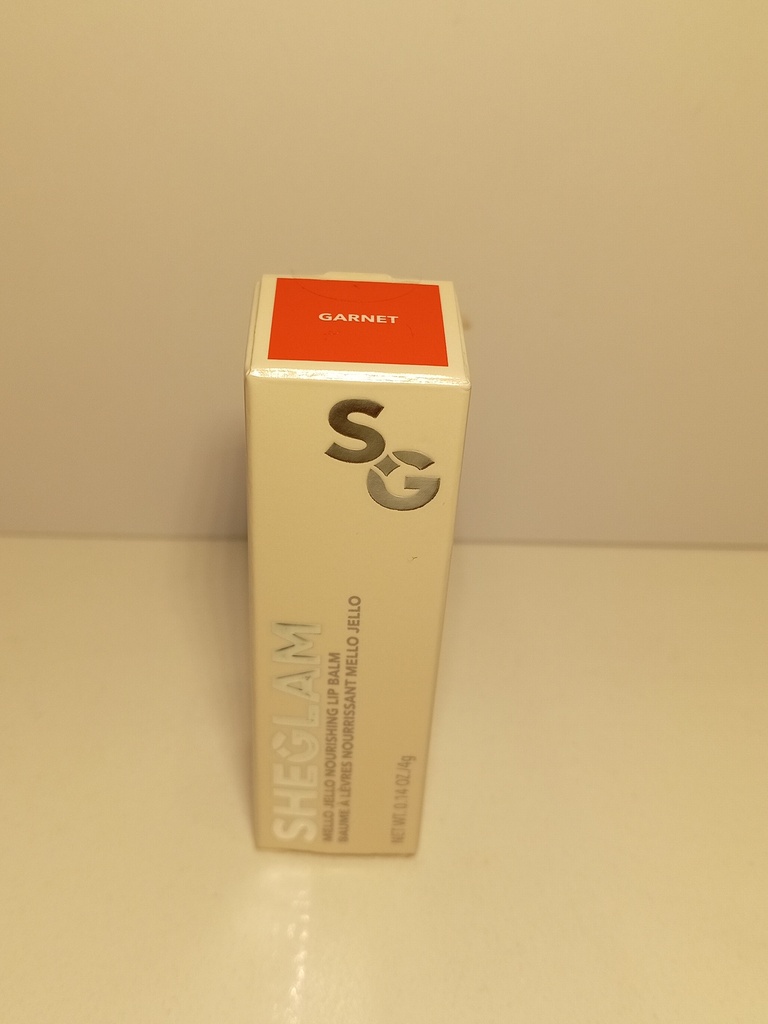 GARNET
SG
SHEGLAM
MELLO JELLO NOURISHING LIP BALM
BAUME À LÈVRES NOURRISSANT MELLO JELLO
NET WT. 0.14 OZ./4g